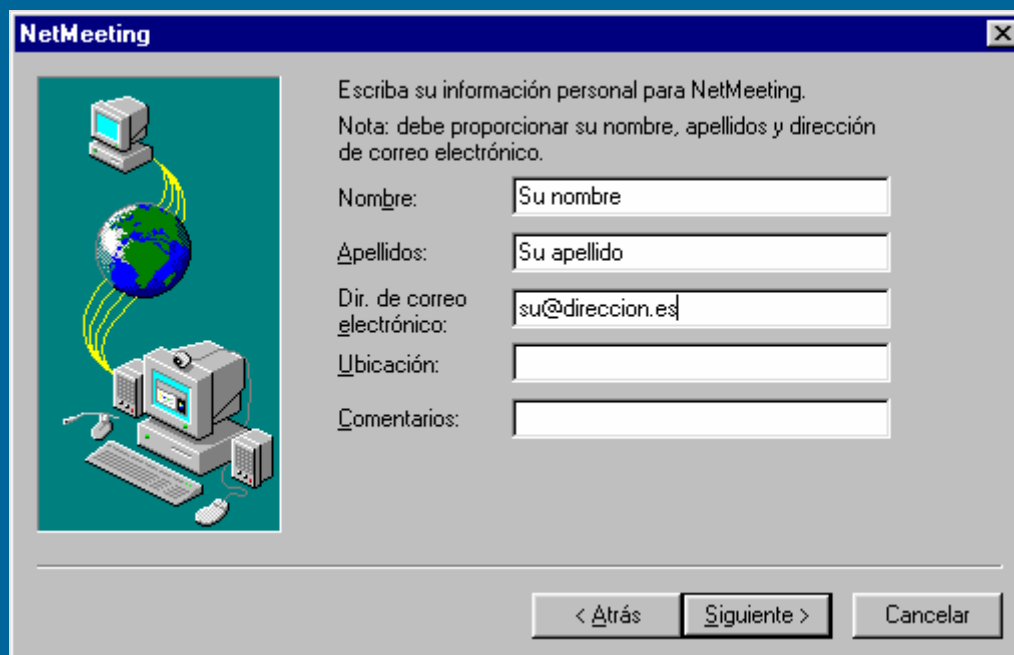 NetMeeting
Escriba su información personal para NetMeeting.
Nota: debe proporcionar su nombre, apellidos y dirección
de correo electrónico.
Nombre: Su nombre
Apellidos: Su apellido
Dir. de correo
electrónico: su@direccion.es
Ubicación:
Comentarios:
< Atrás Siguiente > Cancelar